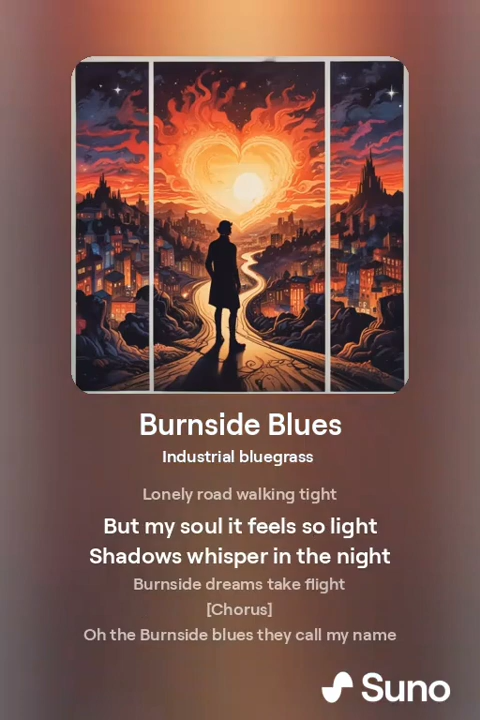 Burnside Blues
Industrial bluegrass
Lonely road walking tight
But my soul it feels so light
Shadows whisper in the night
Burnside dreams take flight
[Chorus]
Oh the Burnside blues they call my name
Suno